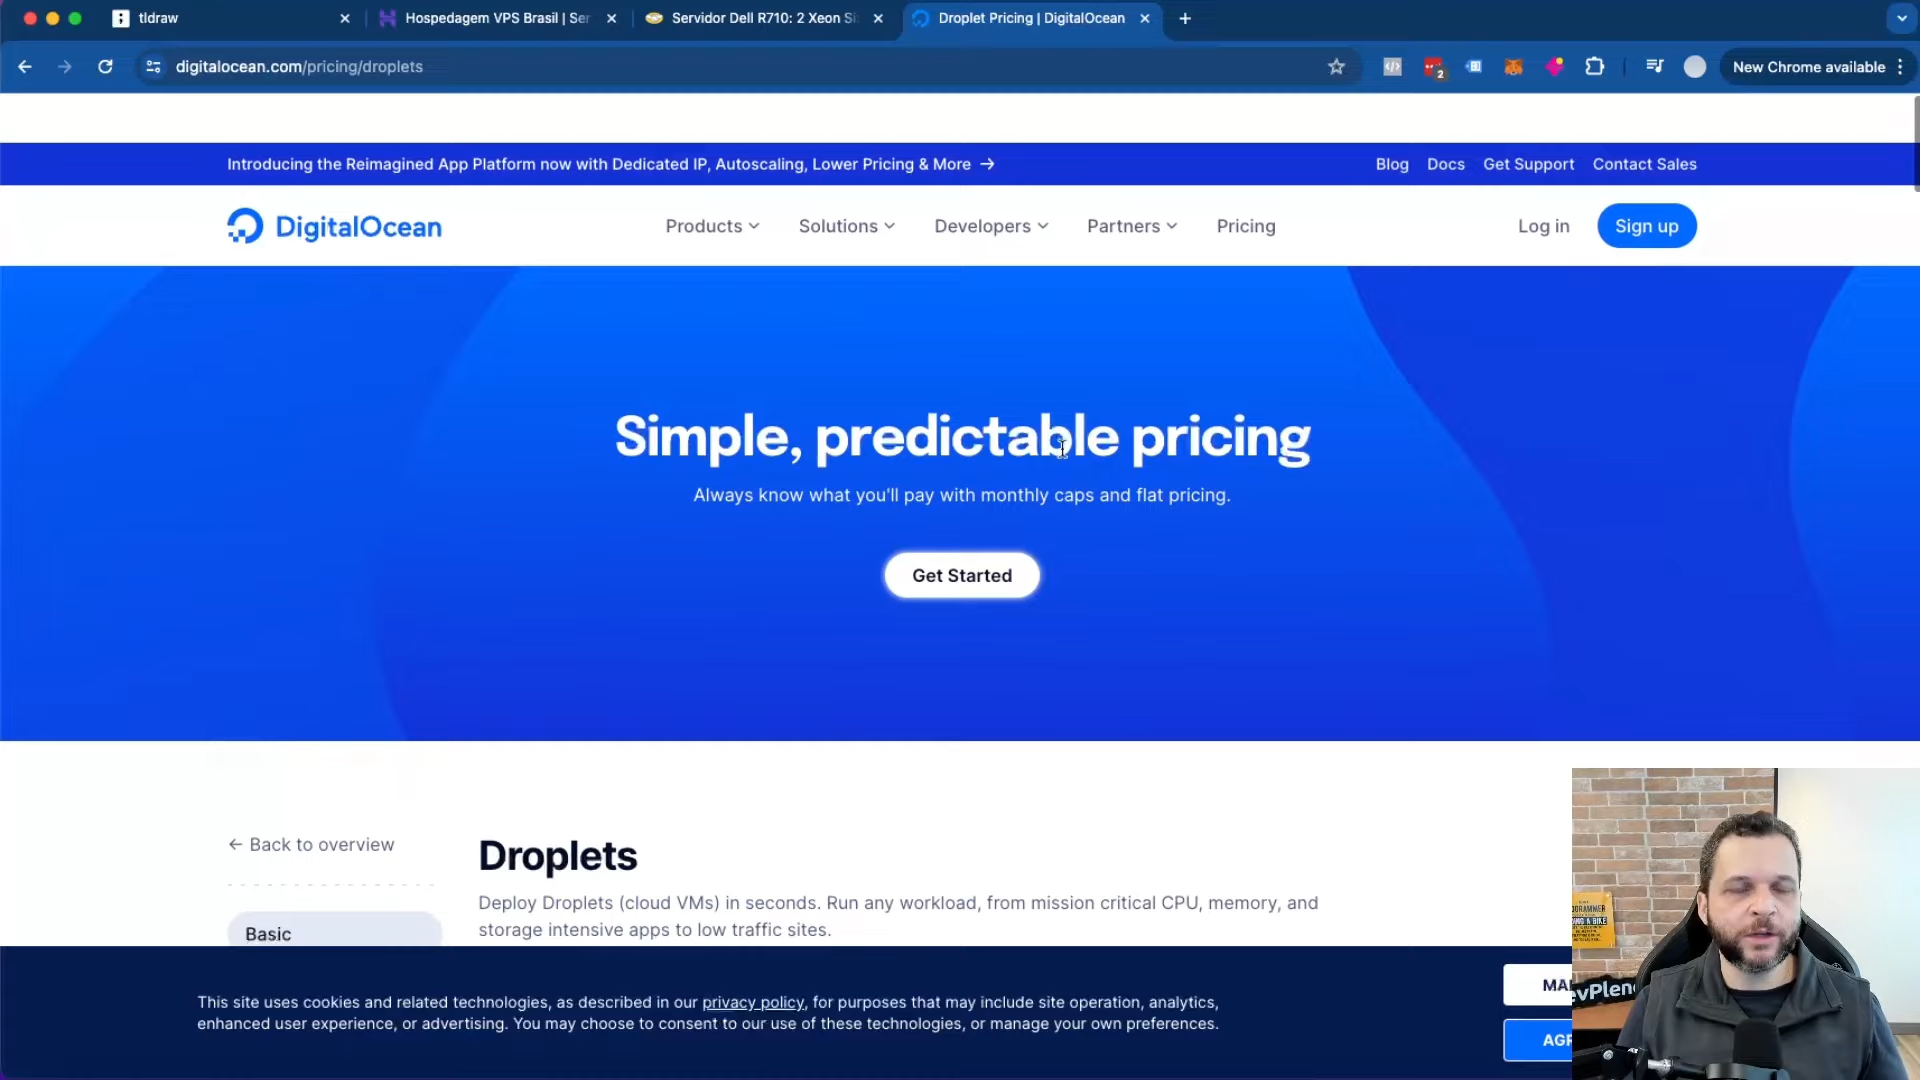 tldraw
Hospedagem VPS Brasil | Ser
Servidor Dell R710: 2 Xeon Si
Droplet Pricing | DigitalOcean
digitalocean.com/pricing/droplets
2
New Chrome available
Introducing the Reimagined App Platform now with Dedicated IP, Autoscaling, Lower Pricing & More →
Blog Docs Get Support Contact Sales
DigitalOcean
Products Solutions Developers Partners Pricing
Log in
Sign up
Simple, predictable pricing
Always know what you'll pay with monthly caps and flat pricing.
Get Started
← Back to overview
Basic
Droplets
Deploy Droplets (cloud VMs) in seconds. Run any workload, from mission critical CPU, memory, and
storage intensive apps to low traffic sites.
This site uses cookies and related technologies, as described in our privacy policy, for purposes that may include site operation, analytics,
enhanced user experience, or advertising. You may choose to consent to our use of these technologies, or manage your own preferences.
MA
AGR
evPlen